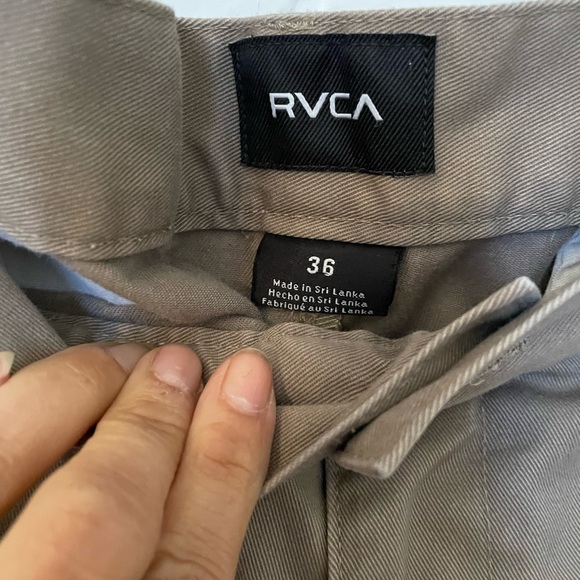 RVCA
36
Made in Sri Lanka
Hecho en Sri Lanka
Fabriqué au Sri Lanka